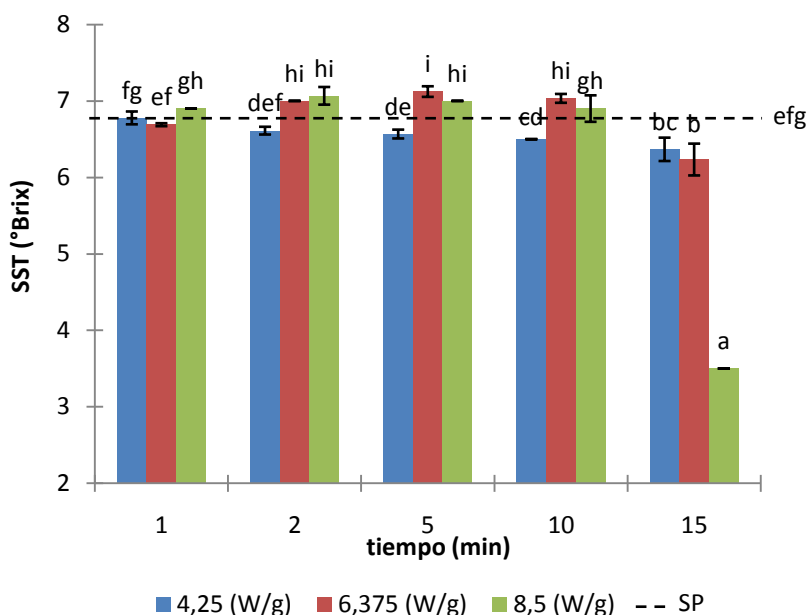 8
7
6
5
4
3
2
SST (°Brix)
fg ef gh
def hi hi
de i hi
cd hi gh
bc b a
efg
1 2 5 10 15
tiempo (min)
4,25 (W/g) 6,375 (W/g) 8,5 (W/g) SP